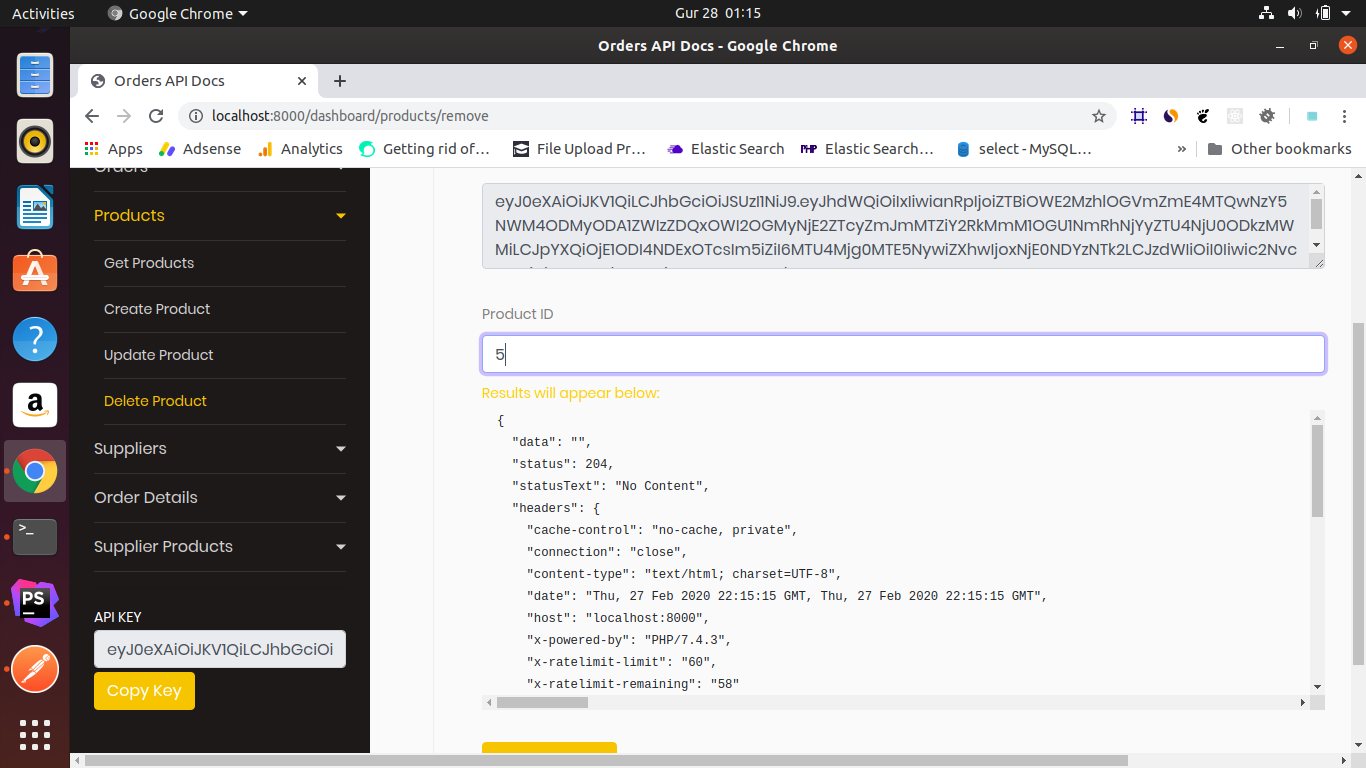 Activities
Google Chrome
Gur 28 01:15
Orders API Docs - Google Chrome
Orders API Docs
localhost:8000/dashboard/products/remove
Apps
Adsense
Analytics
Getting rid of…
File Upload Pr…
Elastic Search
PHP
Elastic Search…
select - MySQL…
»
Other bookmarks
Orders
Products
Get Products
Create Product
Update Product
Delete Product
Suppliers
Order Details
Supplier Products
API KEY
eyJ0eXAiOiJKV1QiLCJhbGciOi
Copy Key
eyJ0eXAiOiJKV1QiLCJhbGciOiJSUzI1NiJ9.eyJhdWQiOiIxIiwianRpIjoiZTBiOWE2MzhlOGVmZmE4MTQwNzY5
NWM4ODMyODA1ZWIzZDQxOWI2OGMyNjE2ZTcyZmJmMTZiY2RkMmM1OGU1NmRhNjYyZTU4NjU0ODkzMW
MiLCJpYXQiOjE1ODI4NDExOTcsIm5iZiI6MTU4Mjg0MTE5NywiZXhwIjoxNjE0NDYzNTk2LCJzdWIiOiI0Iiwic2Nvc
Product ID
5
Results will appear below:
{
"data": "",
"status": 204,
"statusText": "No Content",
"headers": {
"cache-control": "no-cache, private",
"connection": "close",
"content-type": "text/html; charset=UTF-8",
"date": "Thu, 27 Feb 2020 22:15:15 GMT, Thu, 27 Feb 2020 22:15:15 GMT",
"host": "localhost:8000",
"x-powered-by": "PHP/7.4.3",
"x-ratelimit-limit": "60",
"x-ratelimit-remaining": "58"